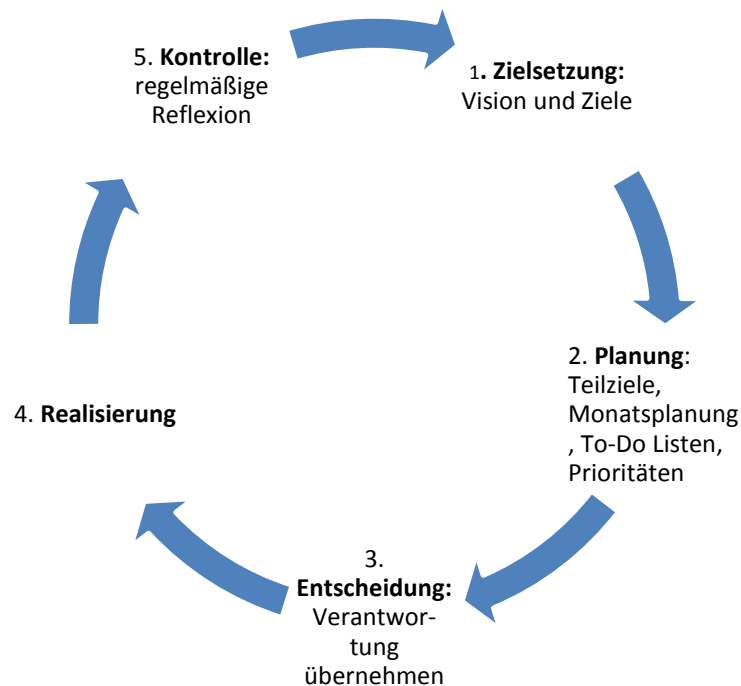 1. Zielsetzung:
Vision und Ziele
2. Planung:
Teilziele,
Monatsplanung
, To-Do Listen,
Prioritäten
3.
Entscheidung:
Verantwor-
tung
übernehmen
4. Realisierung
5. Kontrolle:
regelmäßige
Reflexion